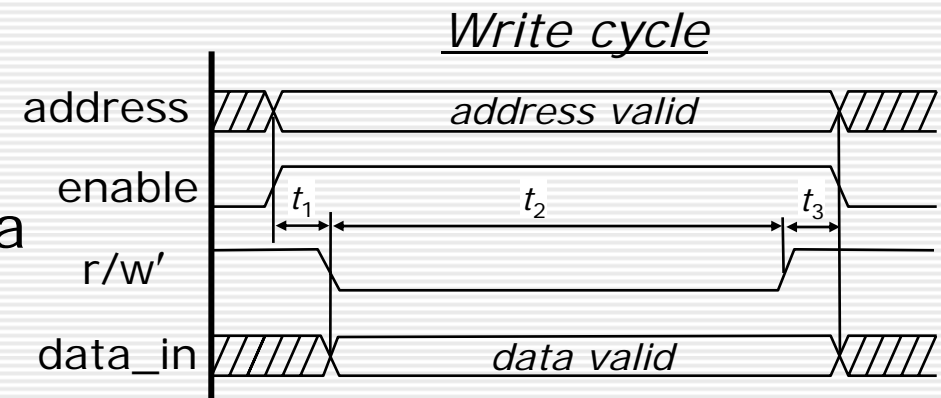 Write cycle
address
address valid
enable
t₁
t₂
t₃
a
r/w′
data_in
data valid